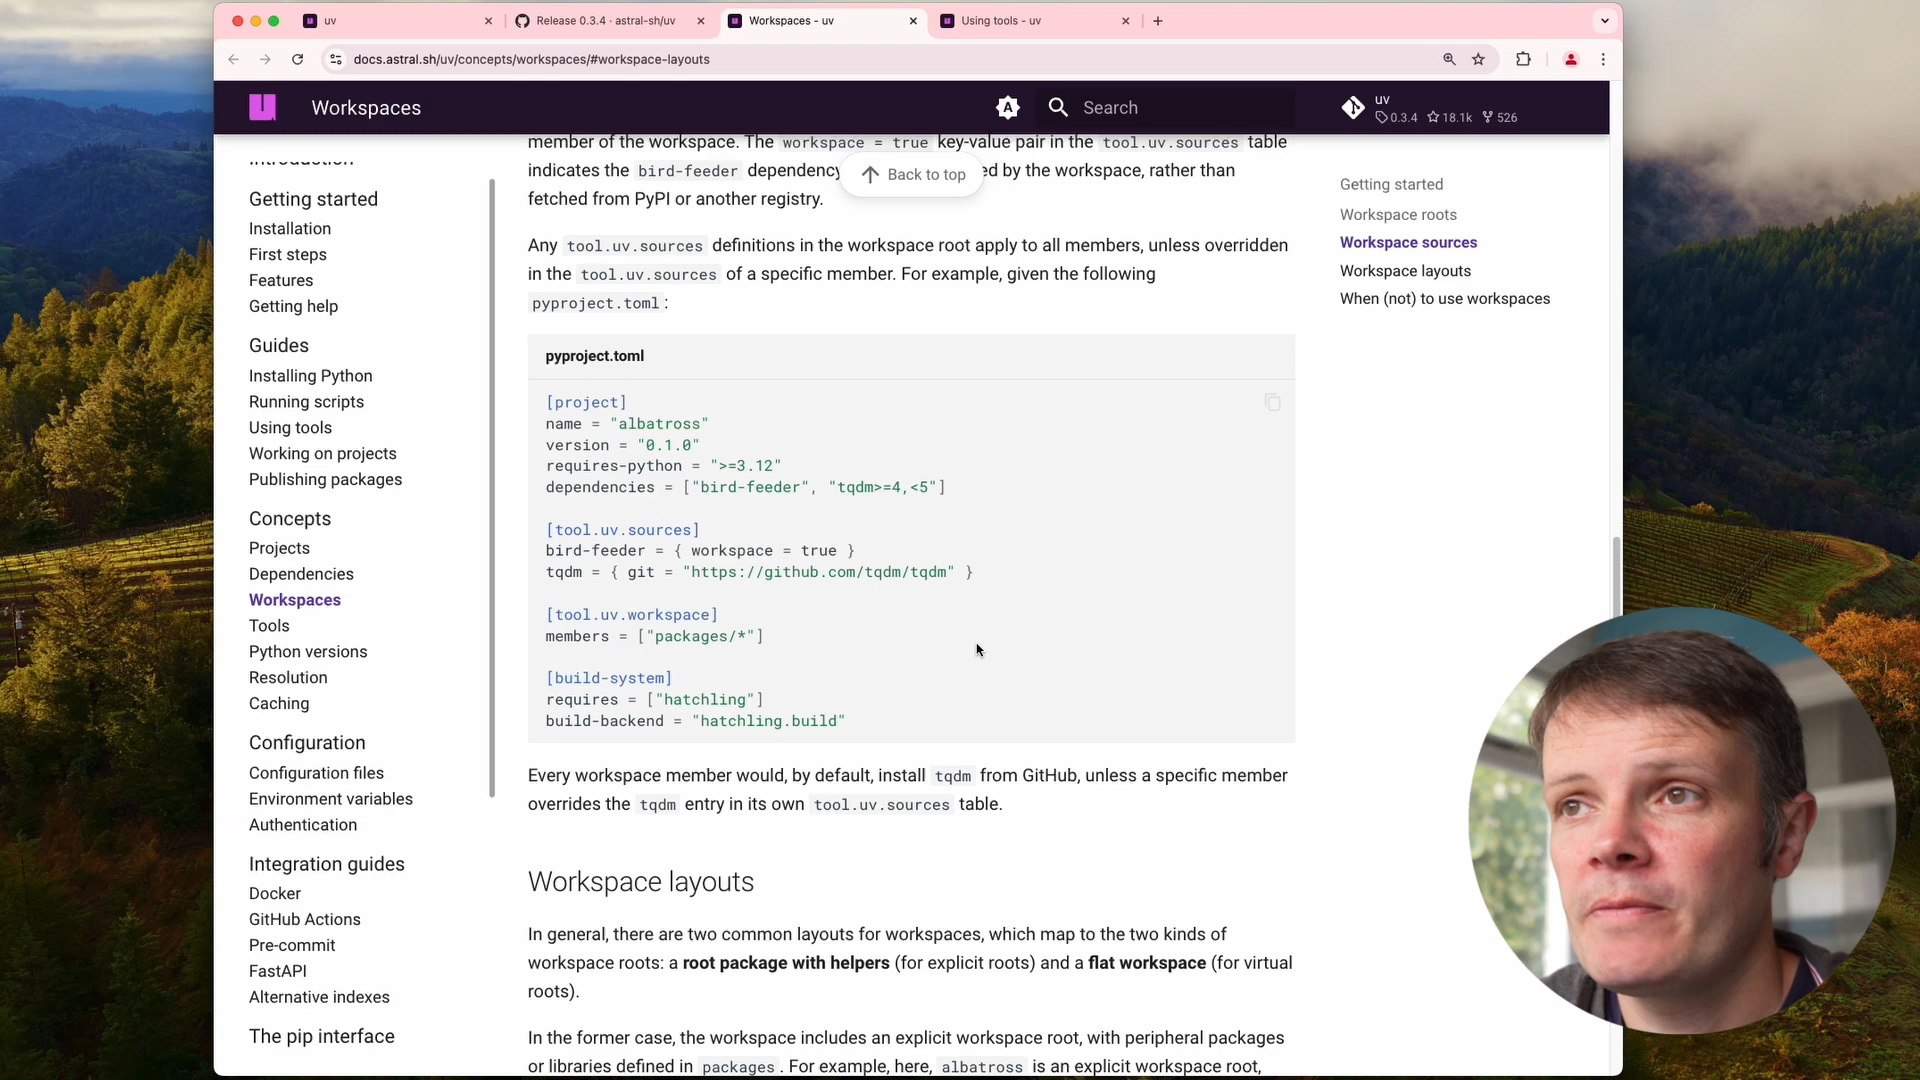 uv
Release 0.3.4 · astral-sh/uv
Workspaces - uv
Using tools - uv
docs.astral.sh/uv/concepts/workspaces/#workspace-layouts
Workspaces
Search
uv
0.3.4 18.1k 526
Introduction
Getting started
Installation
First steps
Features
Getting help
Guides
Installing Python
Running scripts
Using tools
Working on projects
Publishing packages
Concepts
Projects
Dependencies
Workspaces
Tools
Python versions
Resolution
Caching
Configuration
Configuration files
Environment variables
Authentication
Integration guides
Docker
GitHub Actions
Pre-commit
FastAPI
Alternative indexes
The pip interface
member of the workspace. The workspace = true key-value pair in the tool.uv.sources table
indicates the bird-feeder dependency ed by the workspace, rather than
fetched from PyPI or another registry.
Back to top
Any tool.uv.sources definitions in the workspace root apply to all members, unless overridden
in the tool.uv.sources of a specific member. For example, given the following
pyproject.toml:
pyproject.toml
[project]
name = "albatross"
version = "0.1.0"
requires-python = ">=3.12"
dependencies = ["bird-feeder", "tqdm>=4,<5"]
[tool.uv.sources]
bird-feeder = { workspace = true }
tqdm = { git = "https://github.com/tqdm/tqdm" }
[tool.uv.workspace]
members = ["packages/*"]
[build-system]
requires = ["hatchling"]
build-backend = "hatchling.build"
Every workspace member would, by default, install tqdm from GitHub, unless a specific member
overrides the tqdm entry in its own tool.uv.sources table.
Workspace layouts
In general, there are two common layouts for workspaces, which map to the two kinds of
workspace roots: a root package with helpers (for explicit roots) and a flat workspace (for virtual
roots).
In the former case, the workspace includes an explicit workspace root, with peripheral packages
or libraries defined in packages. For example, here, albatross is an explicit workspace root,
Getting started
Workspace roots
Workspace sources
Workspace layouts
When (not) to use workspaces